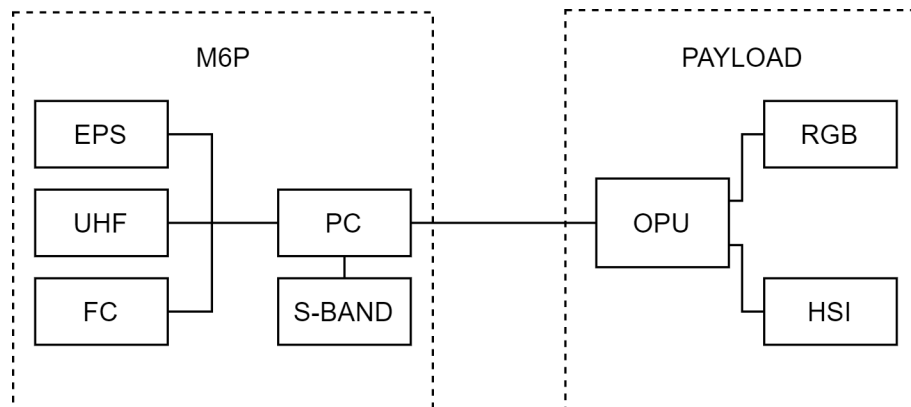 M6P
PAYLOAD
EPS
RGB
UHF
PC
OPU
FC
S-BAND
HSI